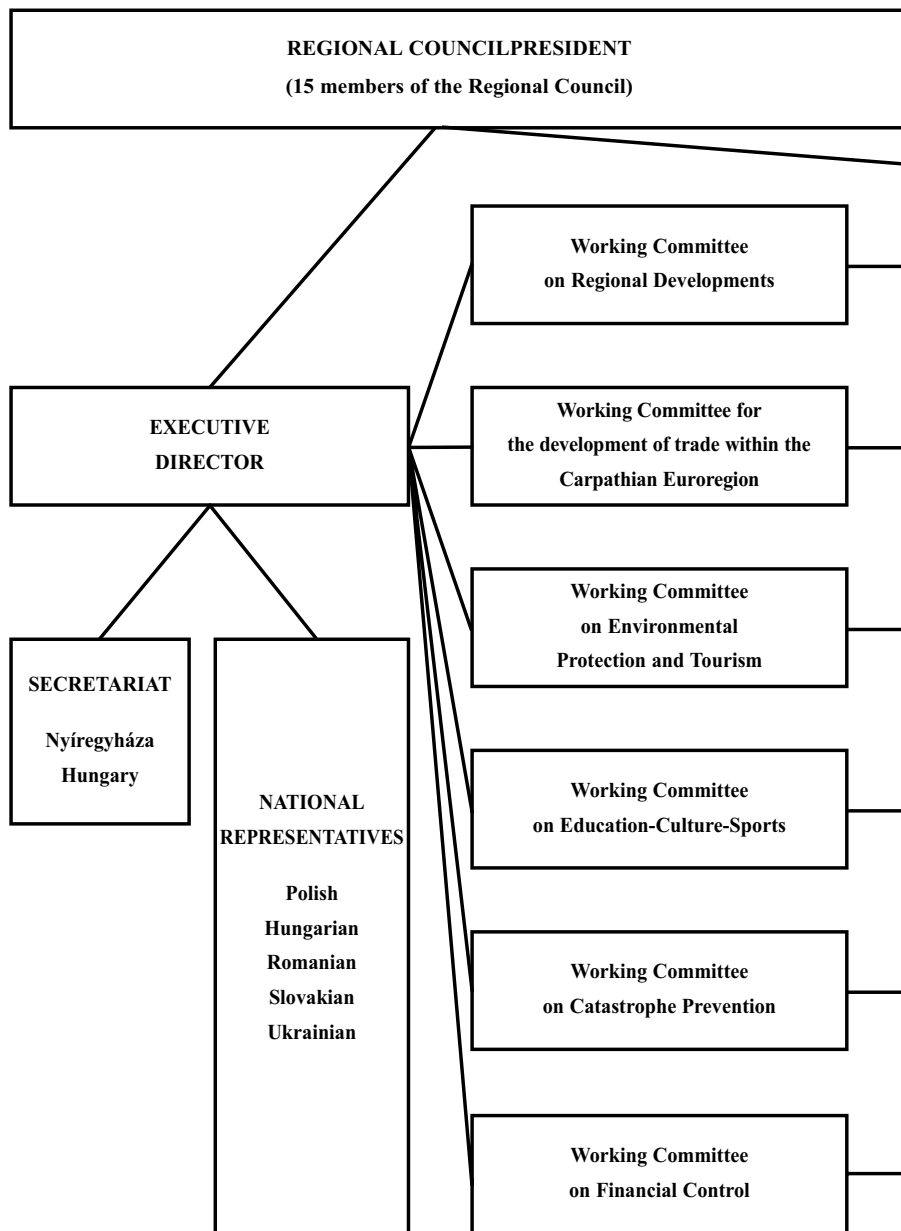 REGIONAL COUNCILPRESIDENT
(15 members of the Regional Council)
Working Committee
on Regional Developments
EXECUTIVE
DIRECTOR
Working Committee for
the development of trade within the
Carpathian Euroregion
Working Committee
on Environmental
Protection and Tourism
SECRETARIAT
Nyíregyháza
Hungary
NATIONAL
REPRESENTATIVES
Polish
Hungarian
Romanian
Slovakian
Ukrainian
Working Committee
on Education-Culture-Sports
Working Committee
on Catastrophe Prevention
Working Committee
on Financial Control